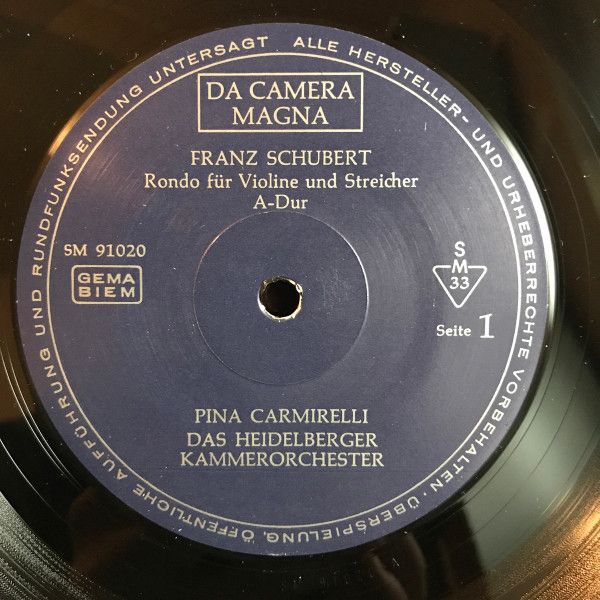 DA CAMERA
MAGNA
FRANZ SCHUBERT
Rondo für Violine und Streicher
A-Dur
SM 91020
GEMA
BIEM
S
M
33
Seite 1
PINA CARMIRELLI
DAS HEIDELBERGER
KAMMERORCHESTER
ALLE HERSTELLER- UND URHEBERRECHTE VORBEHALTEN · ÜBERSPIELUNG, ÖFFENTLICHE AUFFÜHRUNG UND RUNDFUNKSENDUNG UNTERSAGT